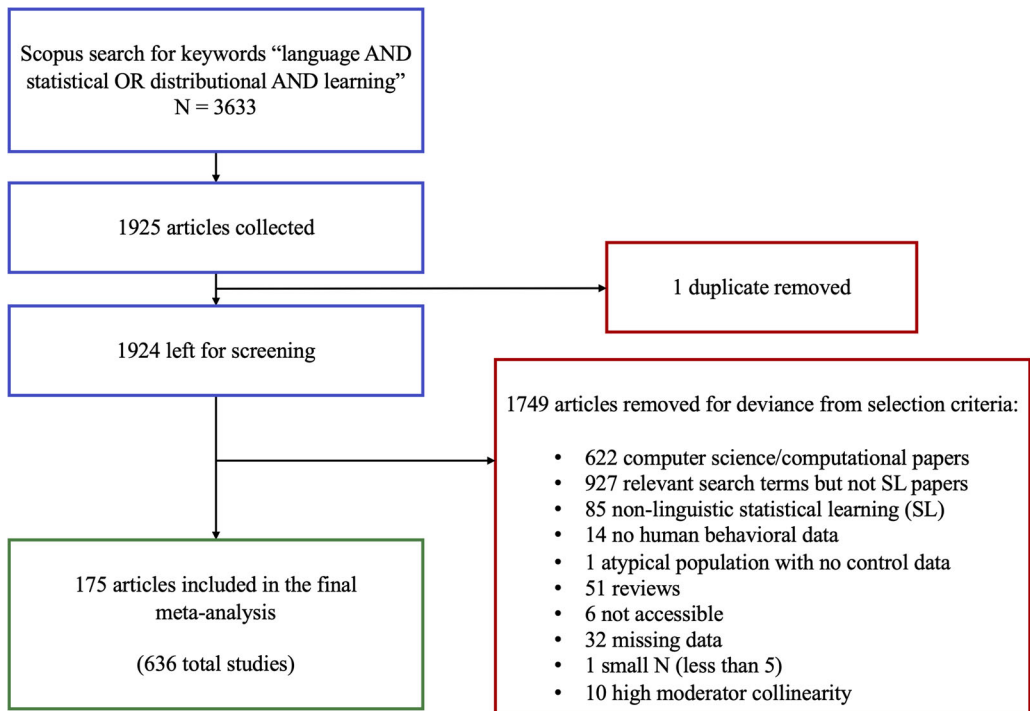 Scopus search for keywords “language AND
statistical OR distributional AND learning”
N = 3633
1925 articles collected
1 duplicate removed
1924 left for screening
1749 articles removed for deviance from selection criteria:
• 622 computer science/computational papers
• 927 relevant search terms but not SL papers
• 85 non-linguistic statistical learning (SL)
• 14 no human behavioral data
• 1 atypical population with no control data
• 51 reviews
• 6 not accessible
• 32 missing data
• 1 small N (less than 5)
• 10 high moderator collinearity
175 articles included in the final
meta-analysis
(636 total studies)